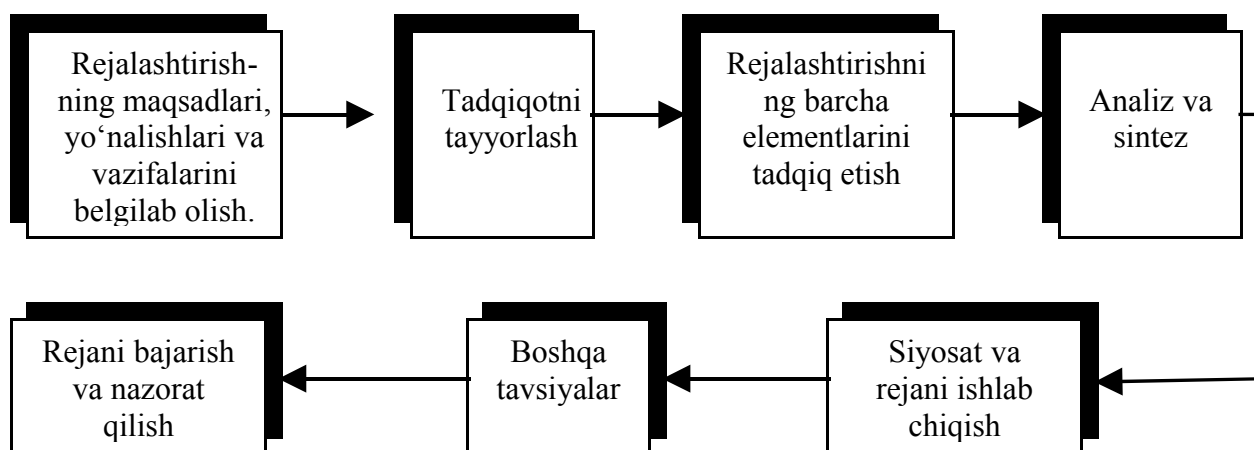 Rejalashtirish-
ning maqsadlari,
yo‘nalishlari va
vazifalarini
belgilab olish.
Tadqiqotni
tayyorlash
Rejalashtirishni
ng barcha
elementlarini
tadqiq etish
Analiz va
sintez
Siyosat va
rejani ishlab
chiqish
Boshqa
tavsiyalar
Rejani bajarish
va nazorat
qilish